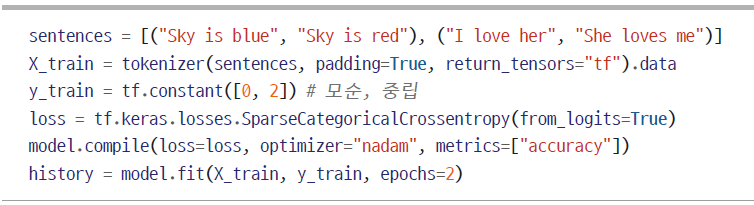 sentences = [("Sky is blue", "Sky is red"), ("I love her", "She loves me")]
X_train = tokenizer(sentences, padding=True, return_tensors="tf").data
y_train = tf.constant([0, 2]) # 모순, 중립
loss = tf.keras.losses.SparseCategoricalCrossentropy(from_logits=True)
model.compile(loss=loss, optimizer="nadam", metrics=["accuracy"])
history = model.fit(X_train, y_train, epochs=2)